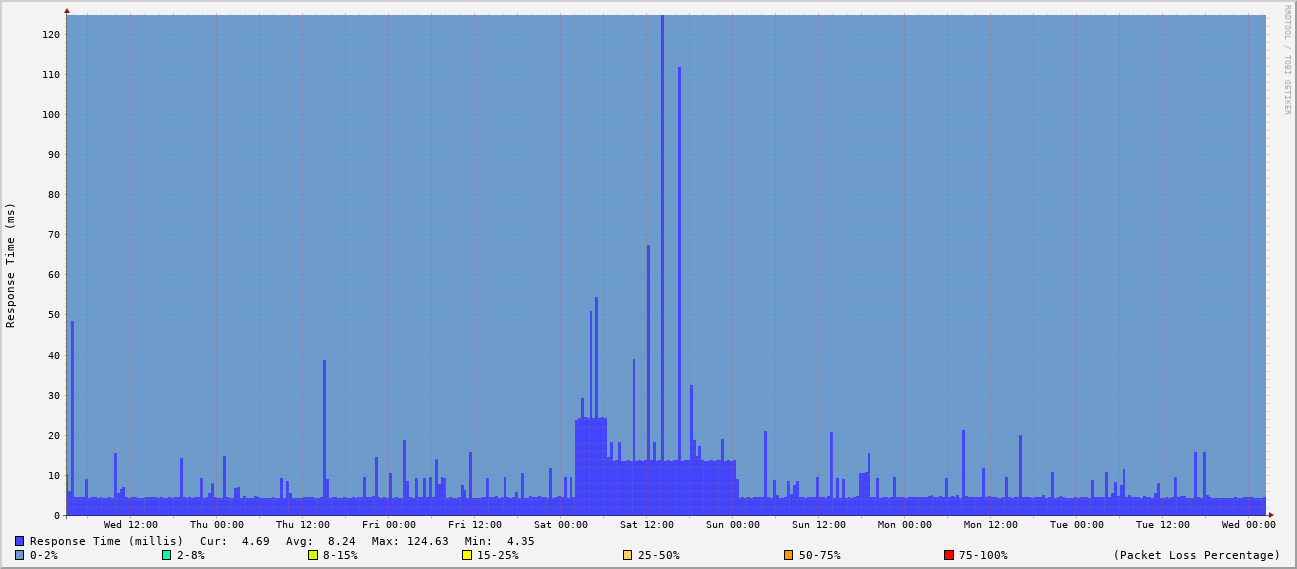 RRDTOOL / TOBI OETIKER
Response Time (ms)
120
110
100
90
80
70
60
50
40
30
20
10
0
Wed 12:00 Thu 00:00 Thu 12:00 Fri 00:00 Fri 12:00 Sat 00:00 Sat 12:00 Sun 00:00 Sun 12:00 Mon 00:00 Mon 12:00 Tue 00:00 Tue 12:00 Wed 00:00
Response Time (millis) Cur: 4.69 Avg: 8.24 Max: 124.63 Min: 4.35
0-2% 2-8% 8-15% 15-25% 25-50% 50-75% 75-100% (Packet Loss Percentage)